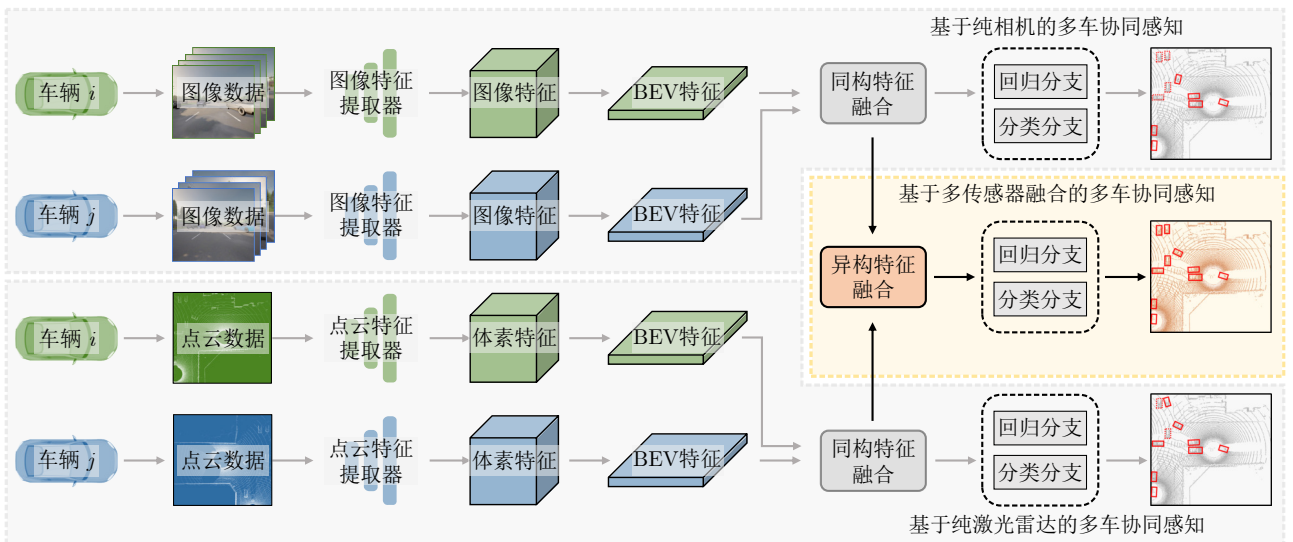 基于纯相机的多车协同感知
车辆 i
图像数据
图像特征
提取器
图像特征
BEV特征
同构特征
融合
回归分支
分类分支
车辆 j
图像数据
图像特征
提取器
图像特征
BEV特征
基于多传感器融合的多车协同感知
异构特征
融合
回归分支
分类分支
车辆 i
点云数据
点云特征
提取器
体素特征
BEV特征
车辆 j
点云数据
点云特征
提取器
体素特征
BEV特征
同构特征
融合
回归分支
分类分支
基于纯激光雷达的多车协同感知